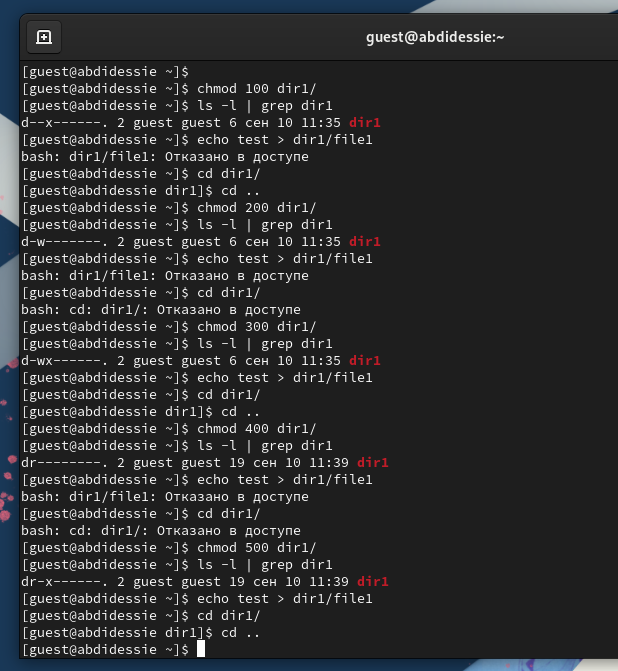 guest@abdidessie:~
[guest@abdidessie ~]$
[guest@abdidessie ~]$ chmod 100 dir1/
[guest@abdidessie ~]$ ls -l | grep dir1
d--x------. 2 guest guest 6 сен 10 11:35 dir1
[guest@abdidessie ~]$ echo test > dir1/file1
bash: dir1/file1: Отказано в доступе
[guest@abdidessie ~]$ cd dir1/
[guest@abdidessie dir1]$ cd ..
[guest@abdidessie ~]$ chmod 200 dir1/
[guest@abdidessie ~]$ ls -l | grep dir1
d-w-------. 2 guest guest 6 сен 10 11:35 dir1
[guest@abdidessie ~]$ echo test > dir1/file1
bash: dir1/file1: Отказано в доступе
[guest@abdidessie ~]$ cd dir1/
bash: cd: dir1/: Отказано в доступе
[guest@abdidessie ~]$ chmod 300 dir1/
[guest@abdidessie ~]$ ls -l | grep dir1
d-wx------. 2 guest guest 6 сен 10 11:35 dir1
[guest@abdidessie ~]$ echo test > dir1/file1
[guest@abdidessie ~]$ cd dir1/
[guest@abdidessie dir1]$ cd ..
[guest@abdidessie ~]$ chmod 400 dir1/
[guest@abdidessie ~]$ ls -l | grep dir1
dr--------. 2 guest guest 19 сен 10 11:39 dir1
[guest@abdidessie ~]$ echo test > dir1/file1
bash: dir1/file1: Отказано в доступе
[guest@abdidessie ~]$ cd dir1/
bash: cd: dir1/: Отказано в доступе
[guest@abdidessie ~]$ chmod 500 dir1/
[guest@abdidessie ~]$ ls -l | grep dir1
dr-x------. 2 guest guest 19 сен 10 11:39 dir1
[guest@abdidessie ~]$ echo test > dir1/file1
[guest@abdidessie ~]$ cd dir1/
[guest@abdidessie dir1]$ cd ..
[guest@abdidessie ~]$